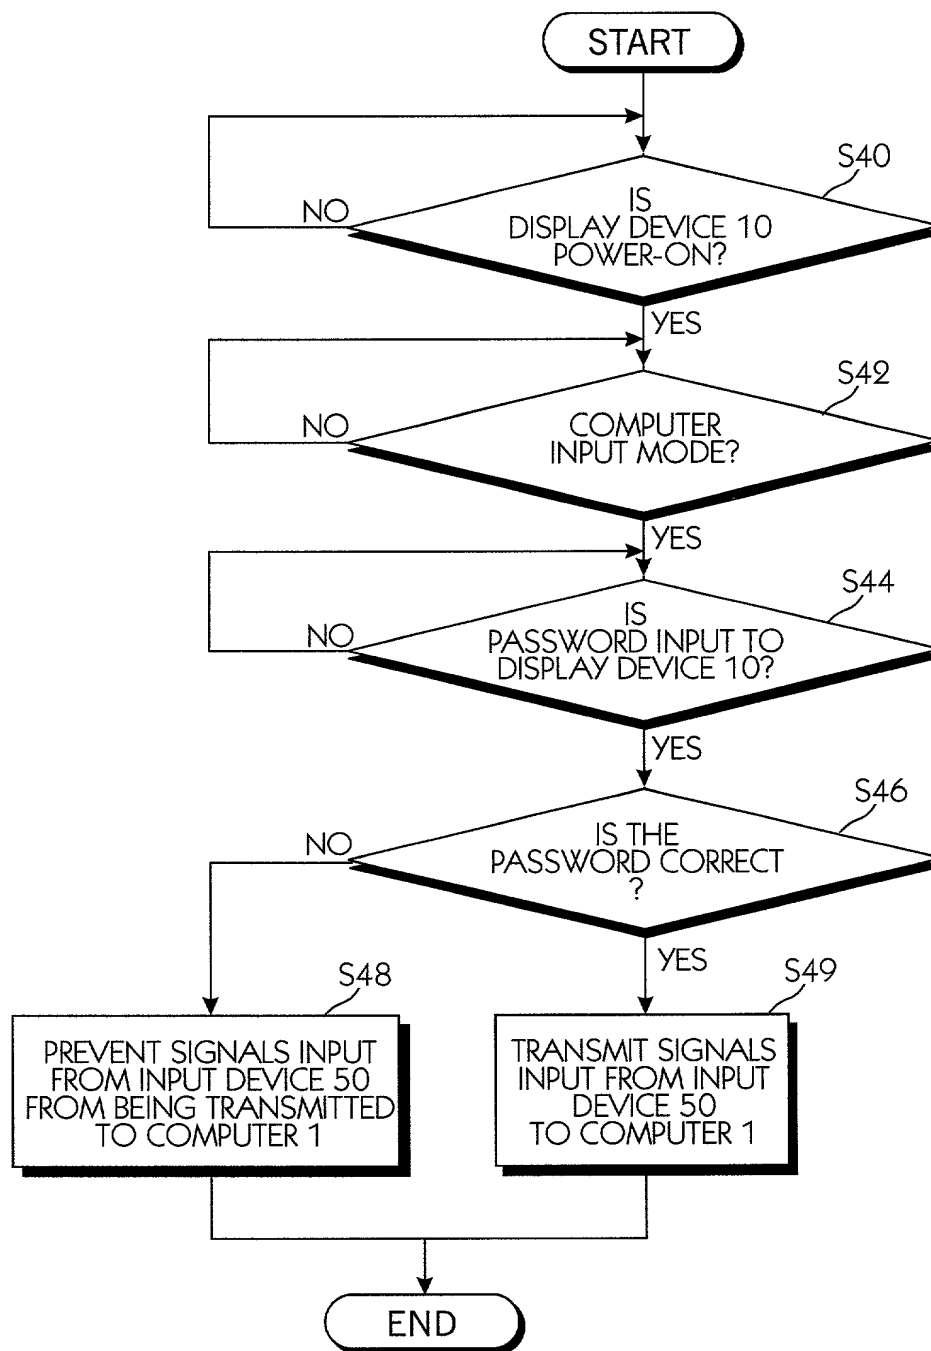 START
S40
IS
DISPLAY DEVICE 10
POWER-ON?
NO
YES
S42
COMPUTER
INPUT MODE?
NO
YES
S44
IS
PASSWORD INPUT TO
DISPLAY DEVICE 10?
NO
YES
S46
IS THE
PASSWORD CORRECT
?
NO
YES
S48
PREVENT SIGNALS INPUT
FROM INPUT DEVICE 50
FROM BEING TRANSMITTED
TO COMPUTER 1
S49
TRANSMIT SIGNALS
INPUT FROM INPUT
DEVICE 50
TO COMPUTER 1
END